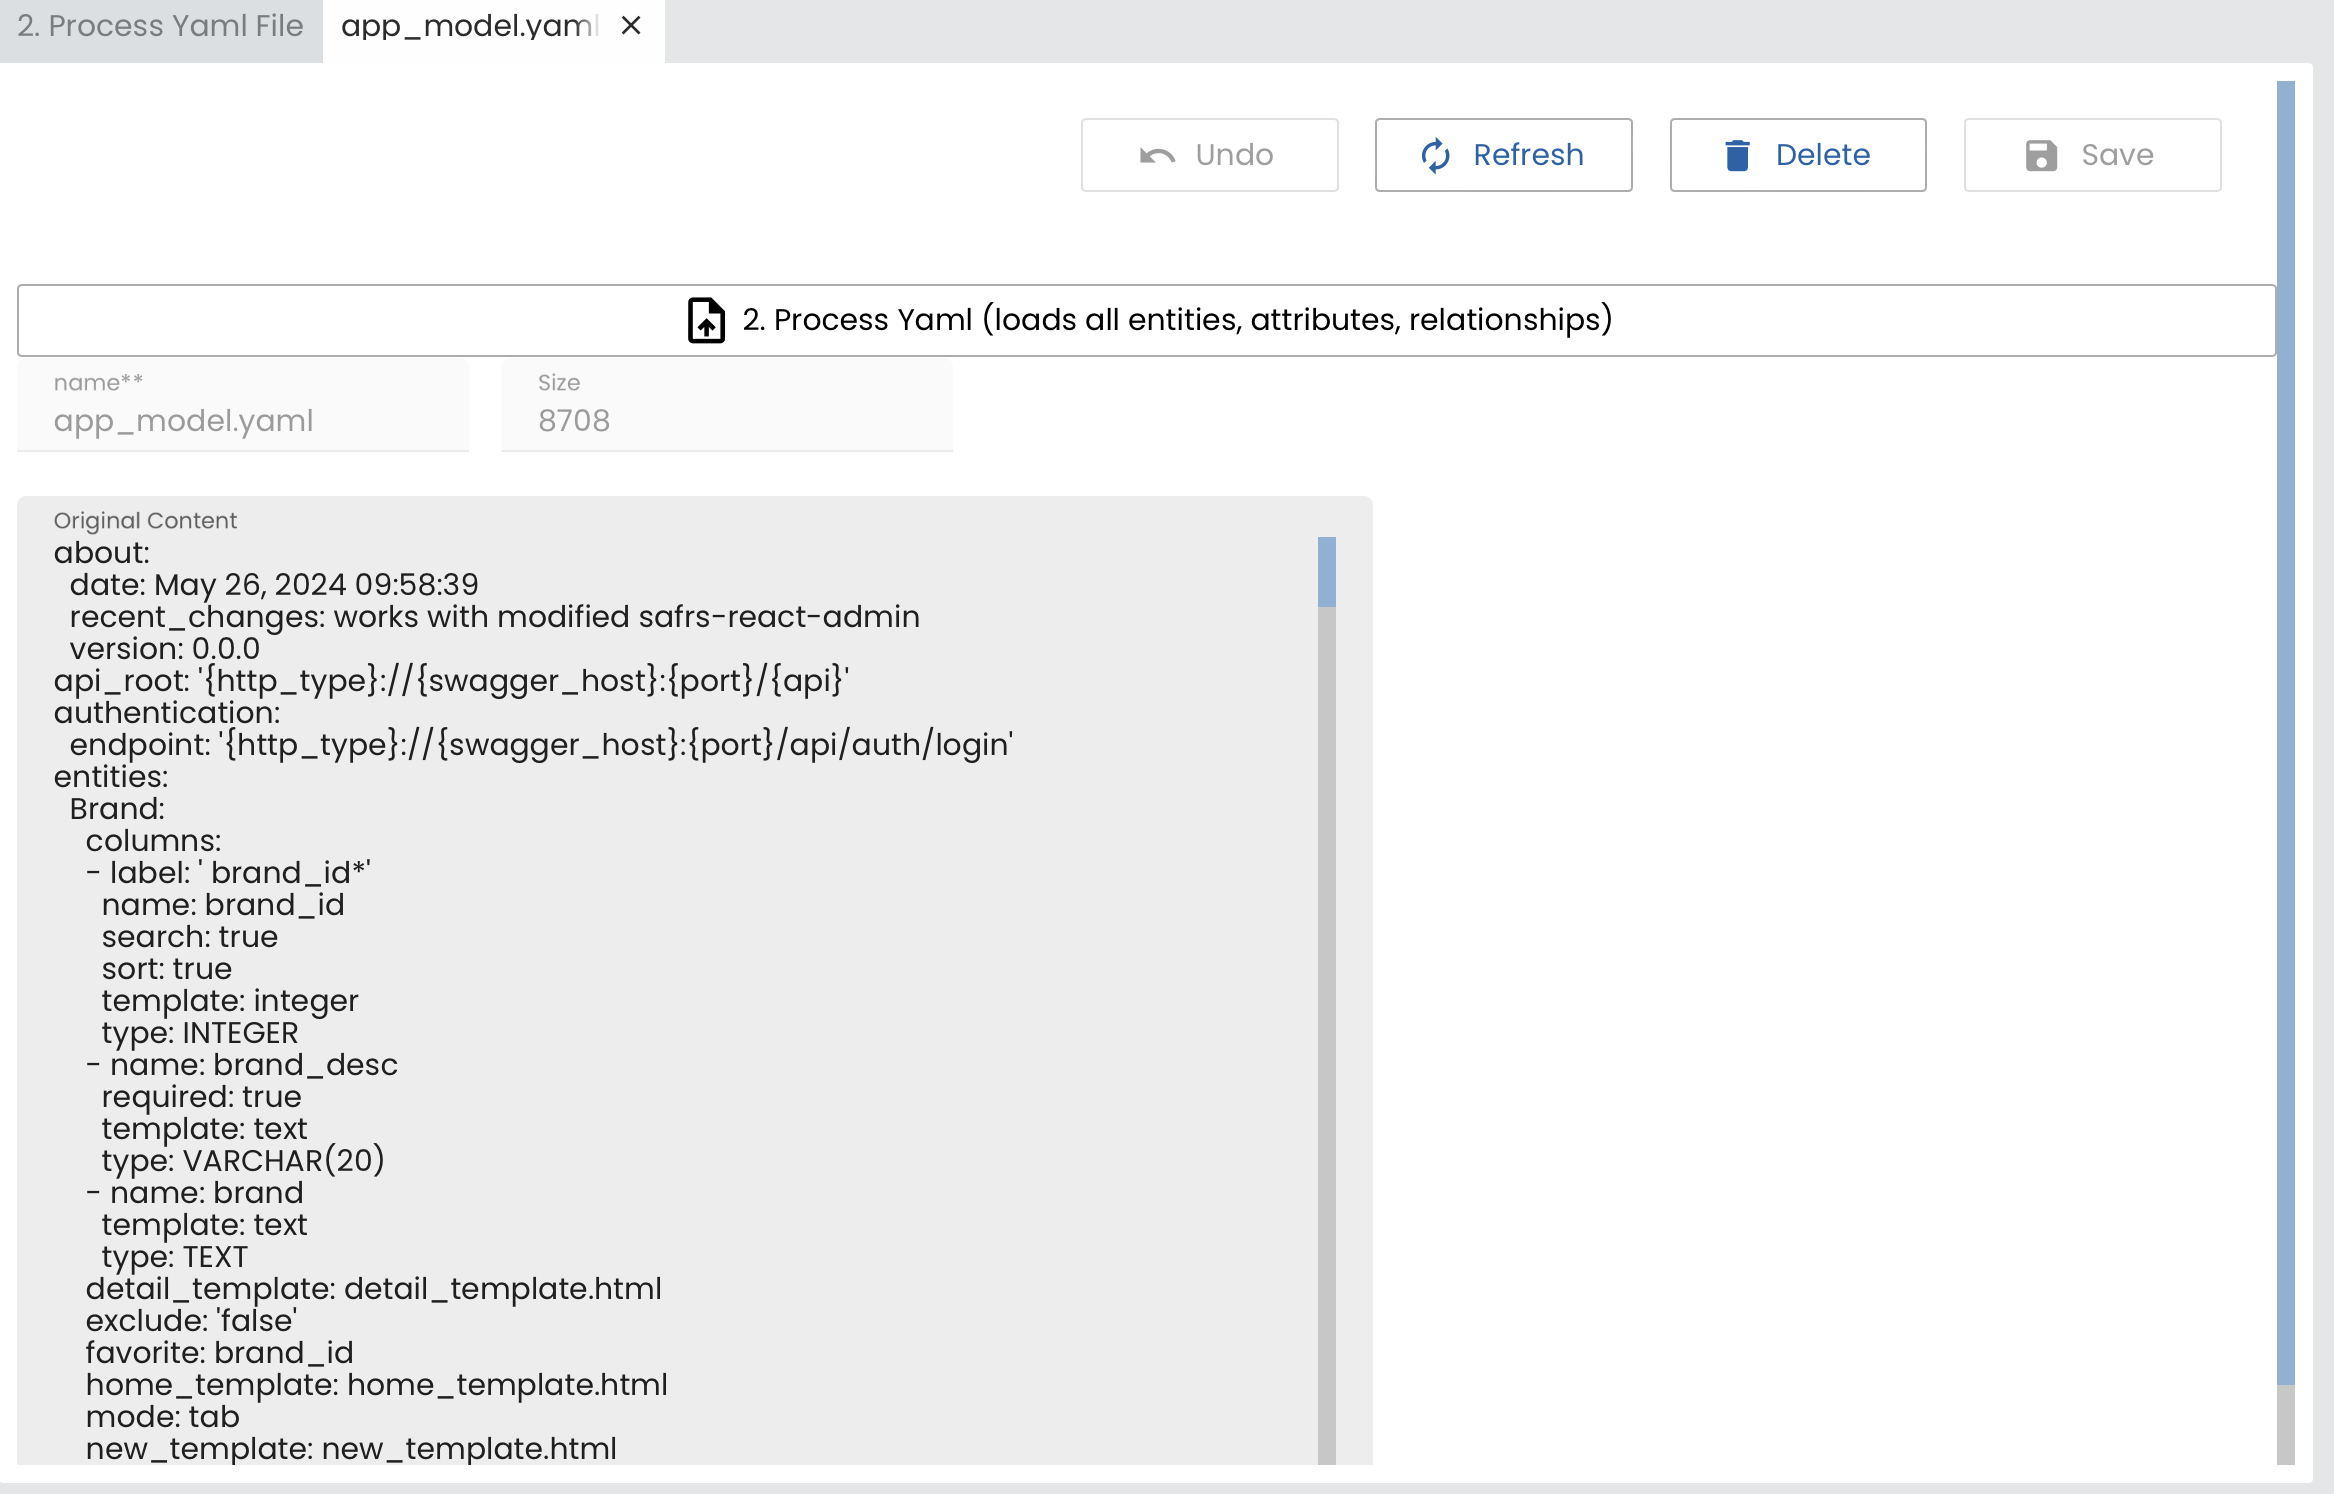 2. Process Yaml File
app_model.yaml
Undo
Refresh
Delete
Save
2. Process Yaml (loads all entities, attributes, relationships)
name**
app_model.yaml
Size
8708
Original Content
about:
  date: May 26, 2024 09:58:39
  recent_changes: works with modified safrs-react-admin
  version: 0.0.0
api_root: '{http_type}://{swagger_host}:{port}/{api}'
authentication:
  endpoint: '{http_type}://{swagger_host}:{port}/api/auth/login'
entities:
  Brand:
    columns:
    - label: ' brand_id*'
      name: brand_id
      search: true
      sort: true
      template: integer
      type: INTEGER
    - name: brand_desc
      required: true
      template: text
      type: VARCHAR(20)
    - name: brand
      template: text
      type: TEXT
    detail_template: detail_template.html
    exclude: 'false'
    favorite: brand_id
    home_template: home_template.html
    mode: tab
    new_template: new_template.html